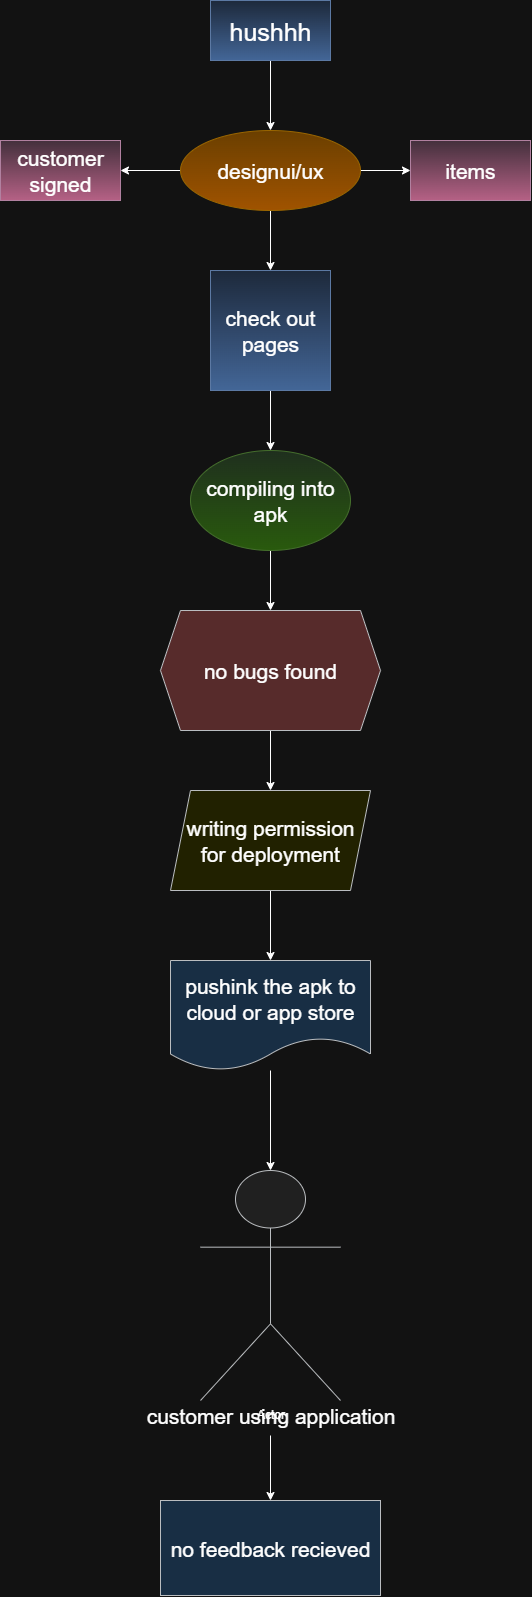 hushhh
customer
signed
designui/ux
items
check out
pages
compiling into
apk
no bugs found
writing permission
for deployment
pushink the apk to
cloud or app store
customer using application
Actor
no feedback recieved